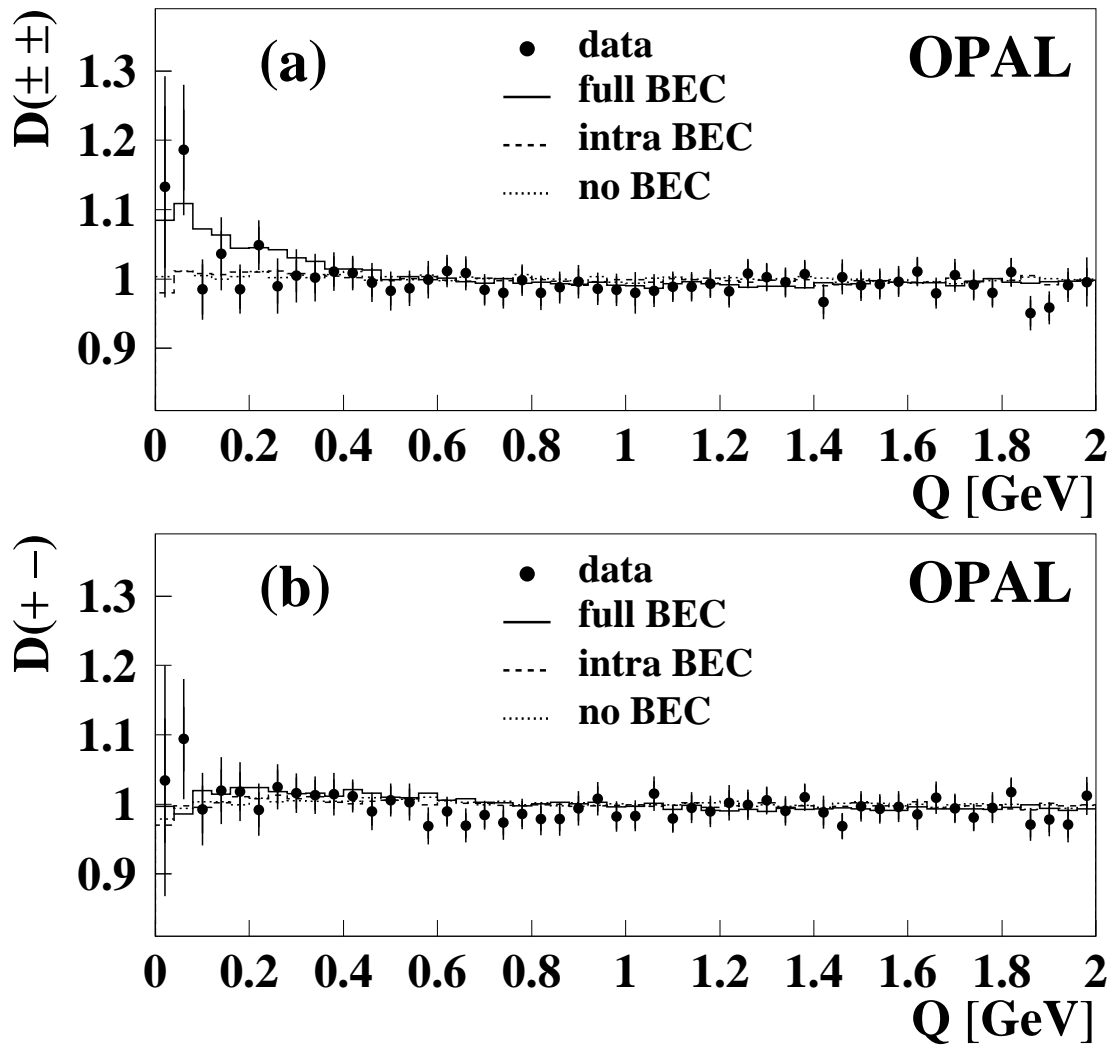 (a)
data
OPAL
full BEC
intra BEC
no BEC
D(± ±)
1.3
1.2
1.1
1
0.9
0 0.2 0.4 0.6 0.8 1 1.2 1.4 1.6 1.8 2
Q [GeV]
(b)
data
OPAL
full BEC
intra BEC
no BEC
D(+ −)
1.3
1.2
1.1
1
0.9
0 0.2 0.4 0.6 0.8 1 1.2 1.4 1.6 1.8 2
Q [GeV]